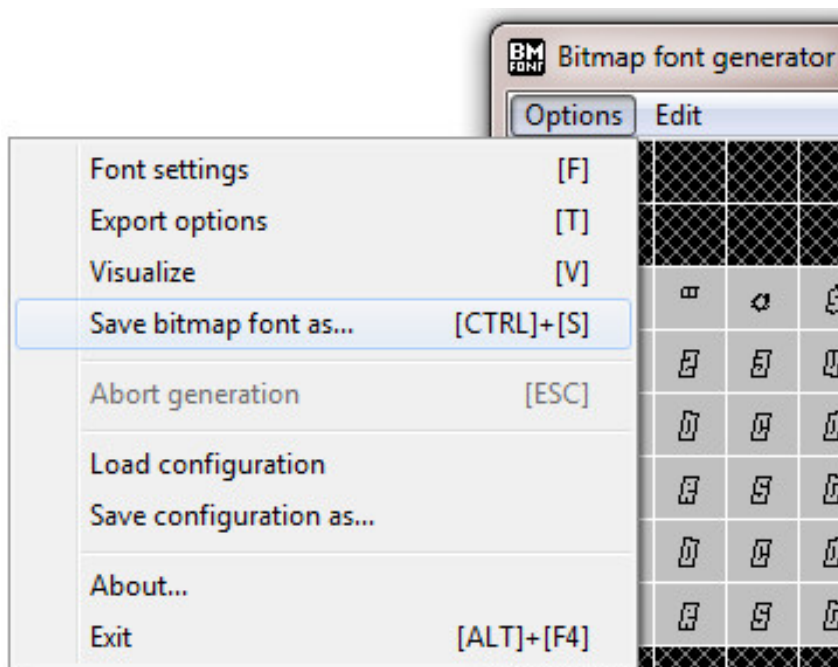 BM
FONT
Bitmap font generator
Options Edit
Font settings [F]
Export options [T]
Visualize [V]
Save bitmap font as... [CTRL]+[S]
Abort generation [ESC]
Load configuration
Save configuration as...
About...
Exit [ALT]+[F4]